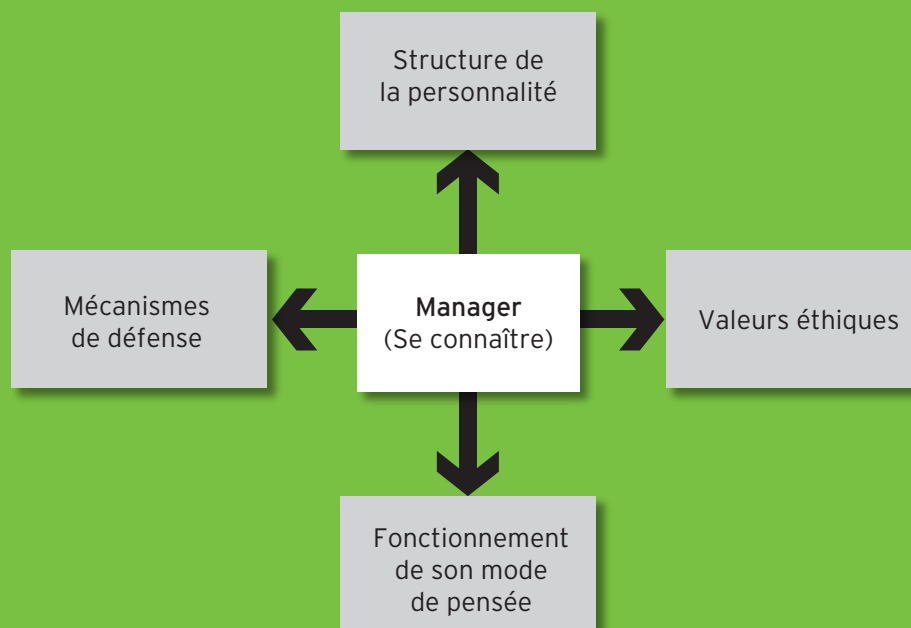 Structure de
la personnalité
Mécanismes
de défense
Manager
(Se connaître)
Valeurs éthiques
Fonctionnement
de son mode
de pensée